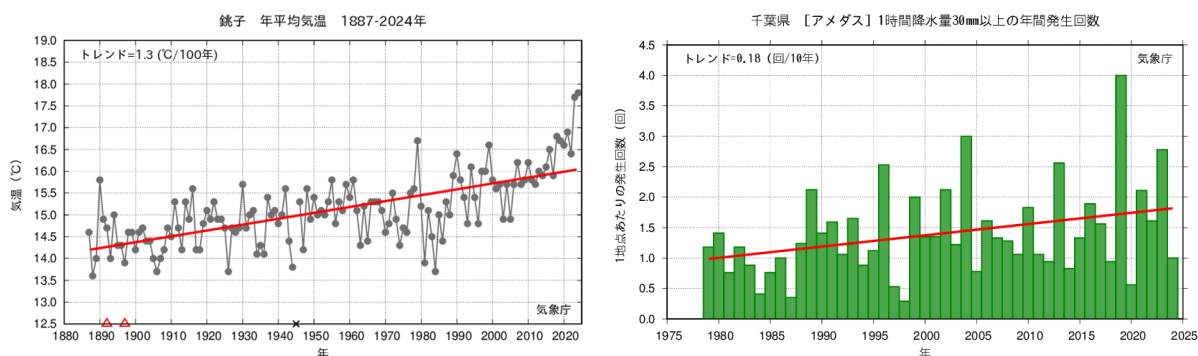 銚子　年平均気温　1887-2024年
トレンド=1.3 (℃/100年)
気温（℃）
19.0
18.5
18.0
17.5
17.0
16.5
16.0
15.5
15.0
14.5
14.0
13.5
13.0
12.5
気象庁
1880 1890 1900 1910 1920 1930 1940 1950 1960 1970 1980 1990 2000 2010 2020
年
千葉県　［アメダス］1時間降水量30mm以上の年間発生回数
トレンド=0.18（回/10年）
気象庁
1地点あたりの発生回数（回）
4.5
4.0
3.5
3.0
2.5
2.0
1.5
1.0
0.5
0.0
1975 1980 1985 1990 1995 2000 2005 2010 2015 2020 2025
年